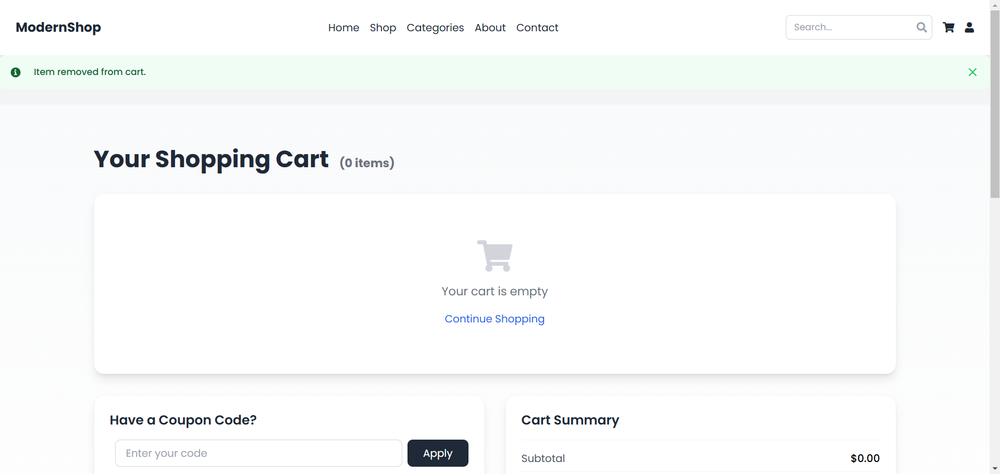 ModernShop
Home Shop Categories About Contact
Search...
Item removed from cart.
Your Shopping Cart (0 items)
Your cart is empty
Continue Shopping
Have a Coupon Code?
Enter your code
Apply
Cart Summary
Subtotal $0.00